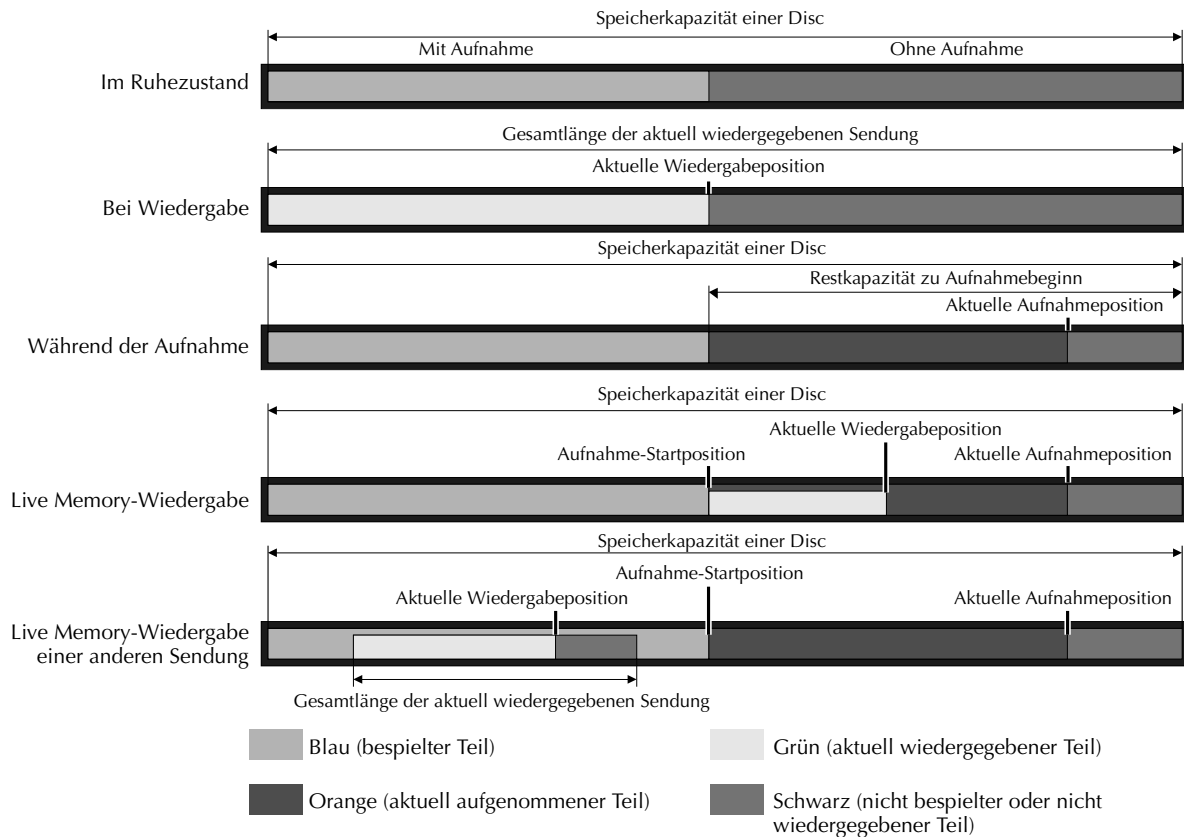 Speicherkapazität einer Disc
Mit Aufnahme
Ohne Aufnahme
Im Ruhezustand
Gesamtlänge der aktuell wiedergegebenen Sendung
Aktuelle Wiedergabeposition
Bei Wiedergabe
Speicherkapazität einer Disc
Restkapazität zu Aufnahmebeginn
Aktuelle Aufnahmeposition
Während der Aufnahme
Speicherkapazität einer Disc
Aktuelle Wiedergabeposition
Aufnahme-Startposition
Aktuelle Aufnahmeposition
Live Memory-Wiedergabe
Speicherkapazität einer Disc
Aufnahme-Startposition
Aktuelle Wiedergabeposition
Aktuelle Aufnahmeposition
Live Memory-Wiedergabe
einer anderen Sendung
Gesamtlänge der aktuell wiedergegebenen Sendung
Blau (bespielter Teil)
Grün (aktuell wiedergegebener Teil)
Orange (aktuell aufgenommener Teil)
Schwarz (nicht bespielter oder nicht
wiedergegebener Teil)